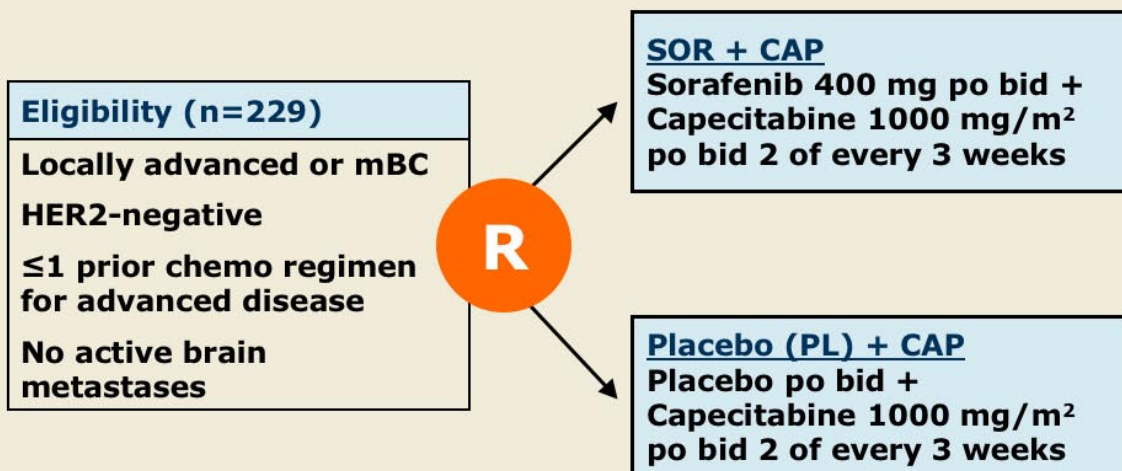 Eligibility (n=229)
Locally advanced or mBC
HER2-negative
≤1 prior chemo regimen
for advanced disease
No active brain
metastases
R
SOR + CAP
Sorafenib 400 mg po bid +
Capecitabine 1000 mg/m²
po bid 2 of every 3 weeks
Placebo (PL) + CAP
Placebo po bid +
Capecitabine 1000 mg/m²
po bid 2 of every 3 weeks